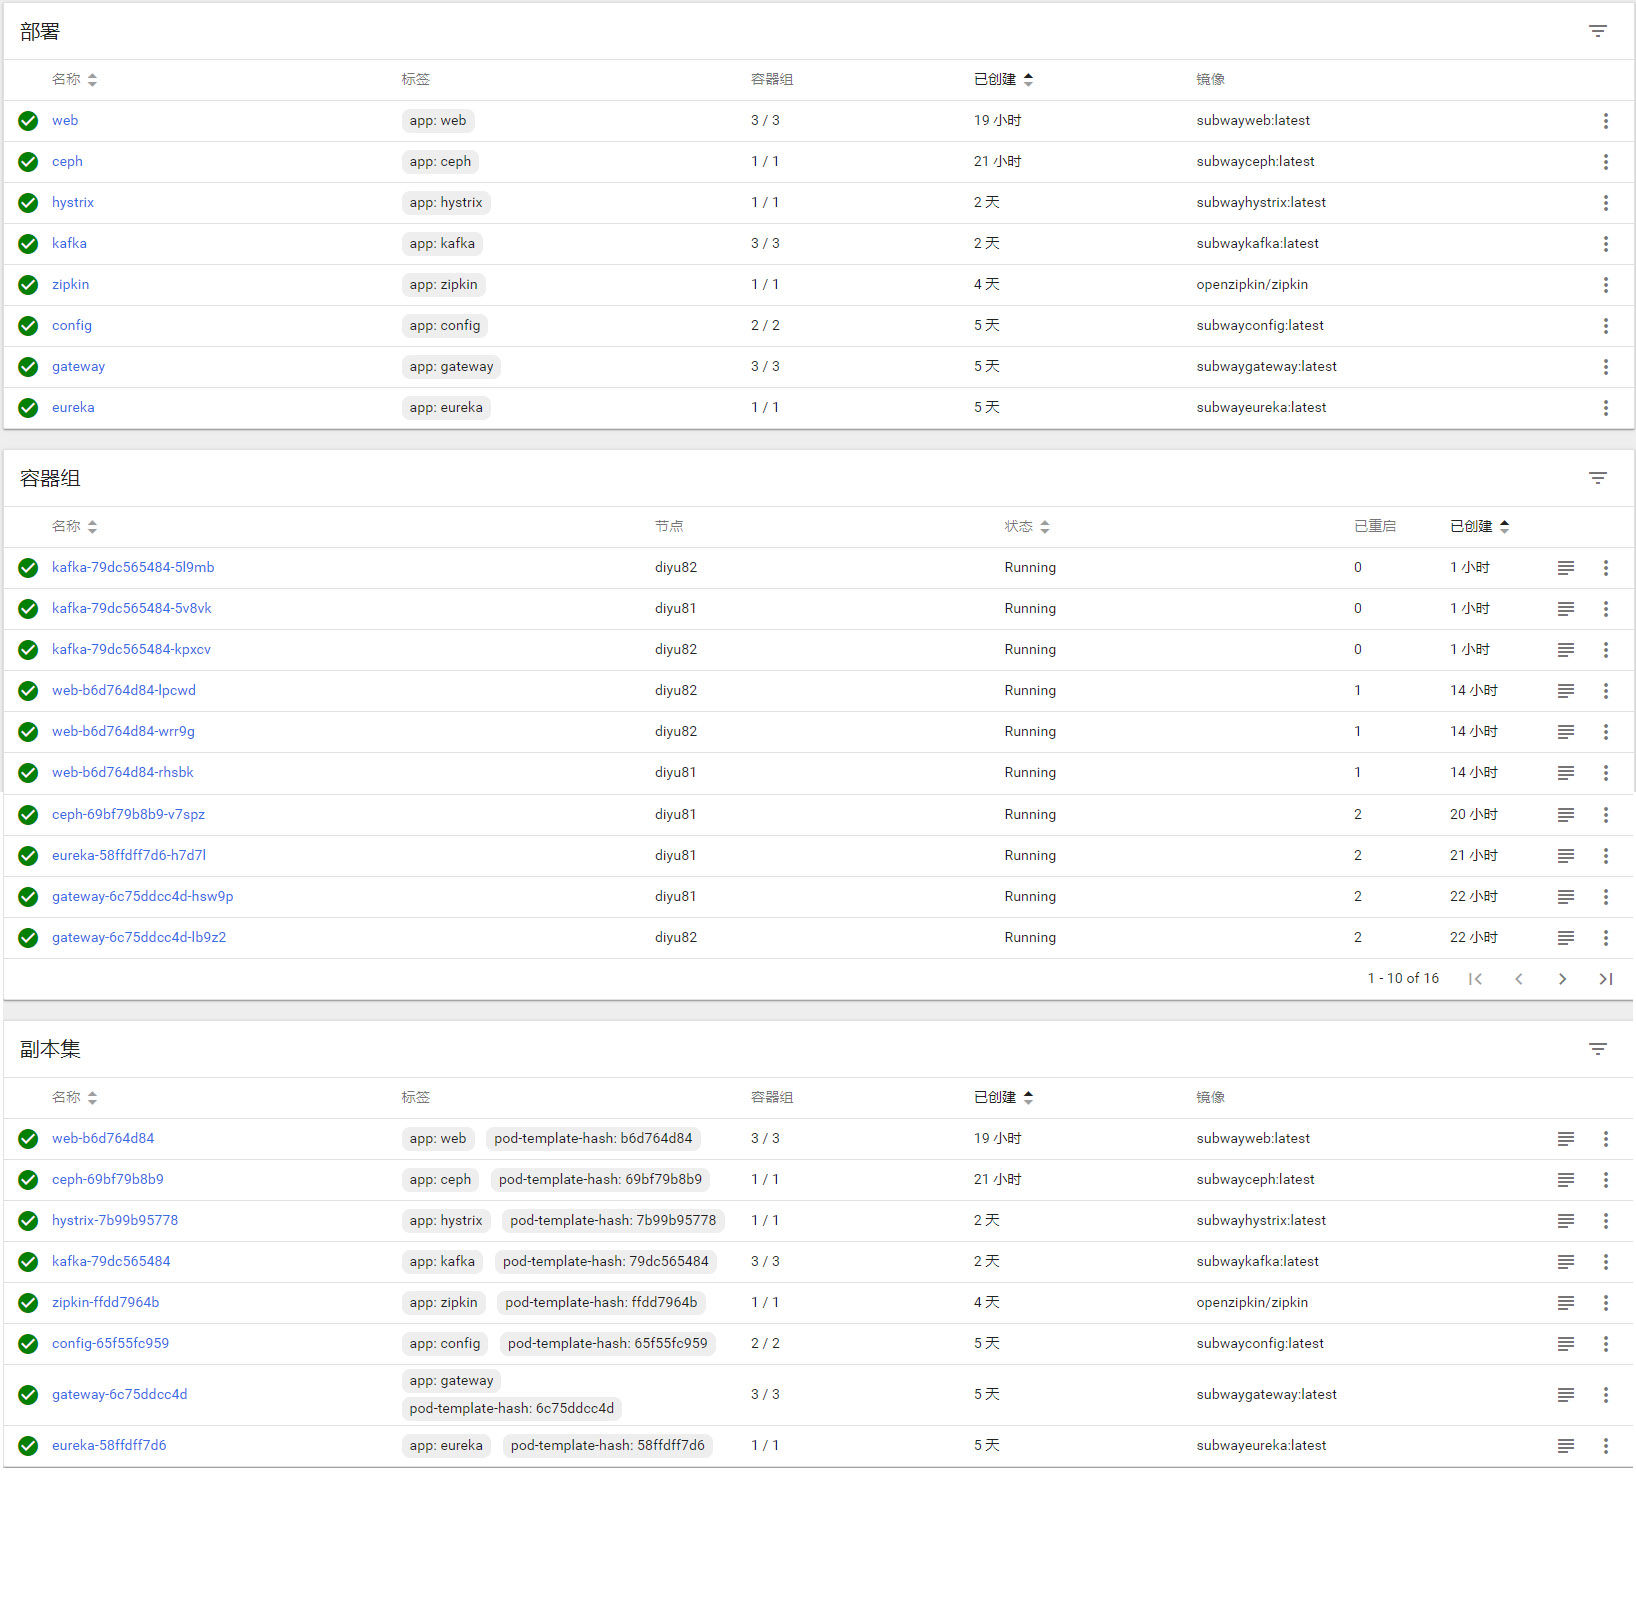 部署
名称 标签 容器组 已创建 镜像
web app: web 3 / 3 19 小时 subwayweb:latest
ceph app: ceph 1 / 1 21 小时 subwayceph:latest
hystrix app: hystrix 1 / 1 2 天 subwayhystrix:latest
kafka app: kafka 3 / 3 2 天 subwaykafka:latest
zipkin app: zipkin 1 / 1 4 天 openzipkin/zipkin
config app: config 2 / 2 5 天 subwayconfig:latest
gateway app: gateway 3 / 3 5 天 subwaygateway:latest
eureka app: eureka 1 / 1 5 天 subwayeureka:latest
容器组
名称 节点 状态 已重启 已创建
kafka-79dc565484-5l9mb diyu82 Running 0 1 小时
kafka-79dc565484-5v8vk diyu81 Running 0 1 小时
kafka-79dc565484-kpxcv diyu82 Running 0 1 小时
web-b6d764d84-lpcwd diyu82 Running 1 14 小时
web-b6d764d84-wrr9g diyu82 Running 1 14 小时
web-b6d764d84-rhsbk diyu81 Running 1 14 小时
ceph-69bf79b8b9-v7spz diyu81 Running 2 20 小时
eureka-58ffdff7d6-h7d7l diyu81 Running 2 21 小时
gateway-6c75ddcc4d-hsw9p diyu81 Running 2 22 小时
gateway-6c75ddcc4d-lb9z2 diyu82 Running 2 22 小时
1 - 10 of 16
副本集
名称 标签 容器组 已创建 镜像
web-b6d764d84 app: web pod-template-hash: b6d764d84 3 / 3 19 小时 subwayweb:latest
ceph-69bf79b8b9 app: ceph pod-template-hash: 69bf79b8b9 1 / 1 21 小时 subwayceph:latest
hystrix-7b99b95778 app: hystrix pod-template-hash: 7b99b95778 1 / 1 2 天 subwayhystrix:latest
kafka-79dc565484 app: kafka pod-template-hash: 79dc565484 3 / 3 2 天 subwaykafka:latest
zipkin-ffdd7964b app: zipkin pod-template-hash: ffdd7964b 1 / 1 4 天 openzipkin/zipkin
config-65f55fc959 app: config pod-template-hash: 65f55fc959 2 / 2 5 天 subwayconfig:latest
app: gateway
gateway-6c75ddcc4d 3 / 3 5 天 subwaygateway:latest
pod-template-hash: 6c75ddcc4d
eureka-58ffdff7d6 app: eureka pod-template-hash: 58ffdff7d6 1 / 1 5 天 subwayeureka:latest